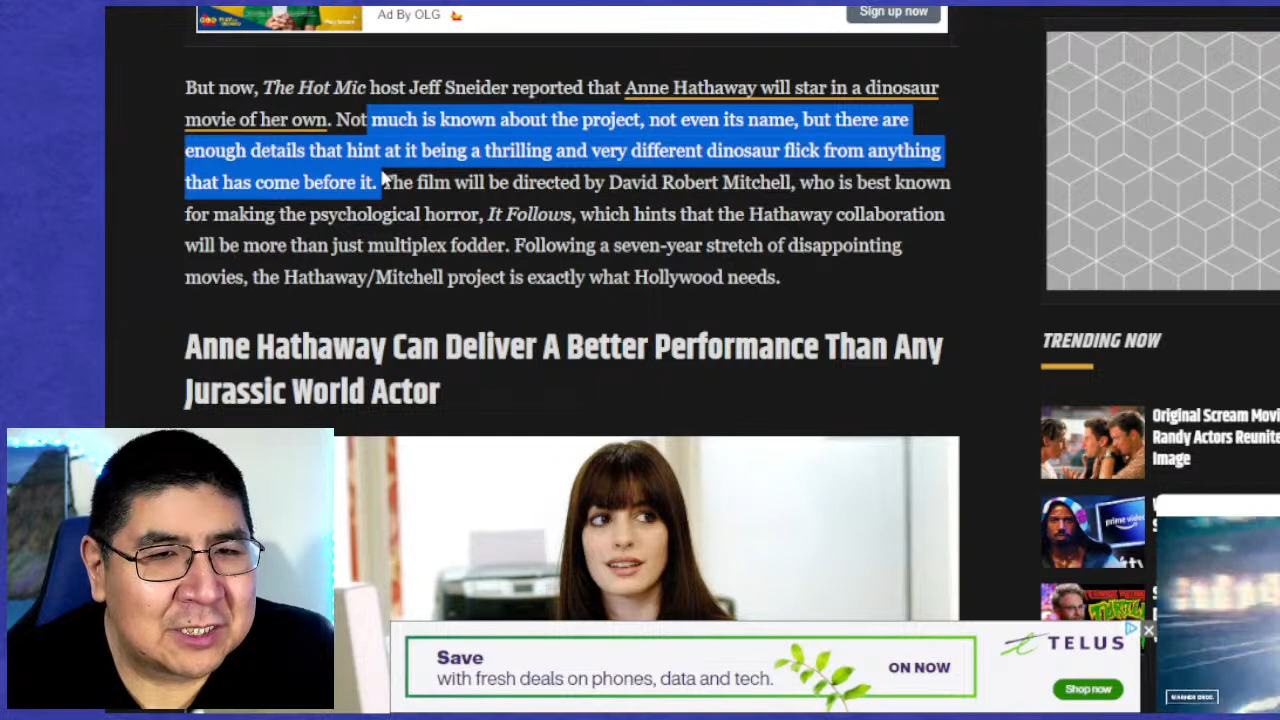 Ad By OLG
Sign up now
But now, The Hot Mic host Jeff Sneider reported that Anne Hathaway will star in a dinosaur
movie of her own. Not much is known about the project, not even its name, but there are
enough details that hint at it being a thrilling and very different dinosaur flick from anything
that has come before it. The film will be directed by David Robert Mitchell, who is best known
for making the psychological horror, It Follows, which hints that the Hathaway collaboration
will be more than just multiplex fodder. Following a seven-year stretch of disappointing
movies, the Hathaway/Mitchell project is exactly what Hollywood needs.
Anne Hathaway Can Deliver A Better Performance Than Any
Jurassic World Actor
TRENDING NOW
Original Scream Movi
Randy Actors Reunite
Image
prime video
tv
Save
with fresh deals on phones, data and tech.
ON NOW
TELUS
Shop now
WARNER BROS.